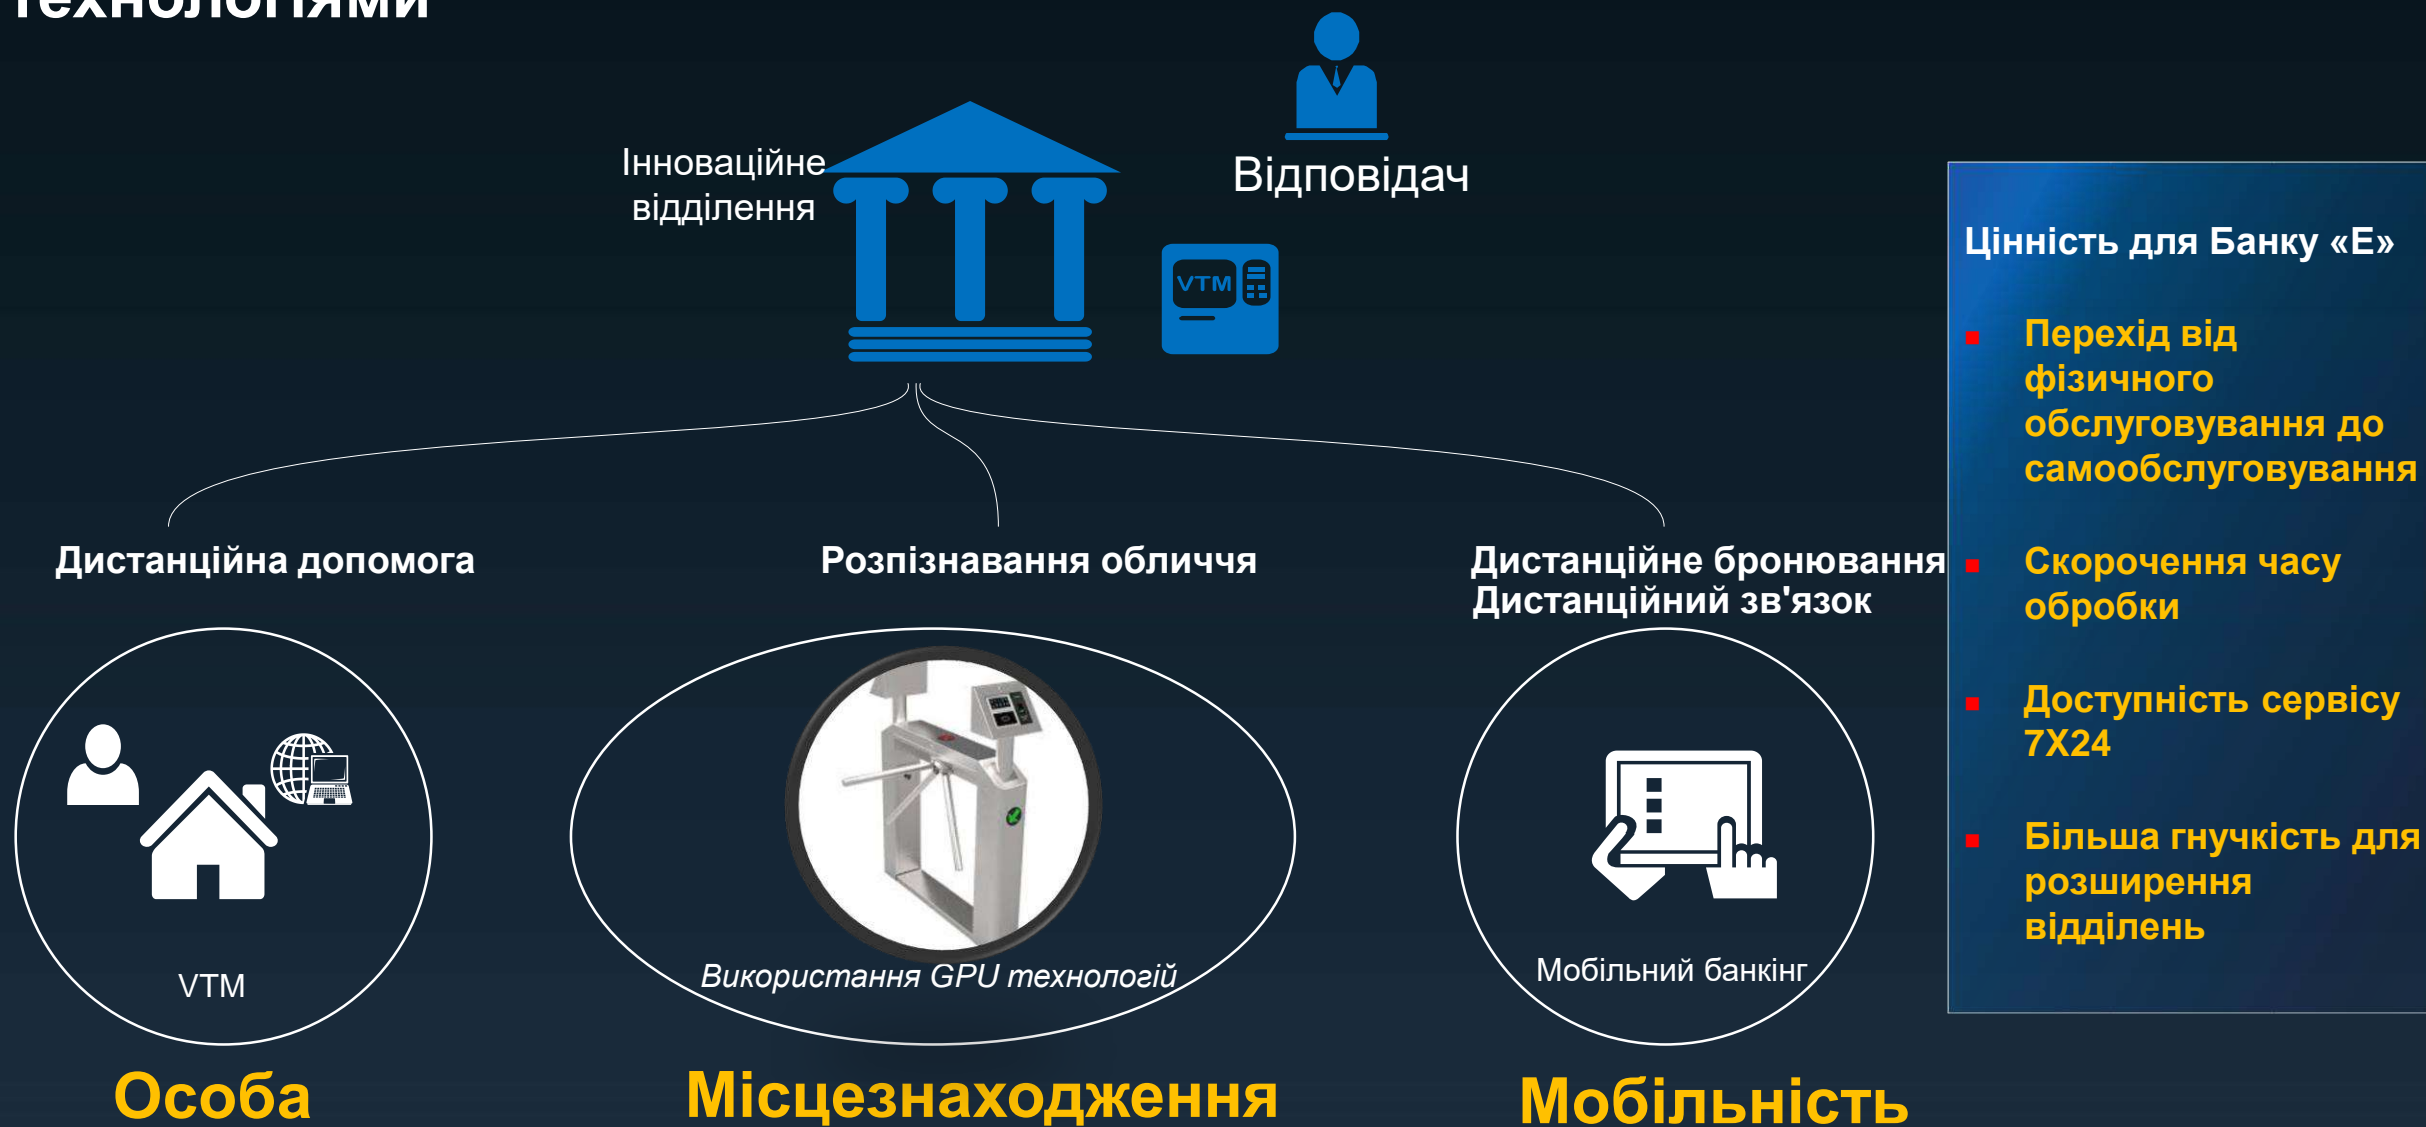 технологіями
Відповідач
Інноваційне
відділення
VTM
Дистанційна допомога
Розпізнавання обличчя
Дистанційне бронювання
Дистанційний зв'язок
VTM
Використання GPU технологій
Мобільний банкінг
Особа
Місцезнаходження
Мобільність
Цінність для Банку «Е»
Перехід від
фізичного
обслуговування до
самообслуговування
Скорочення часу
обробки
Доступність сервісу
7X24
Більша гнучкість для
розширення
відділень